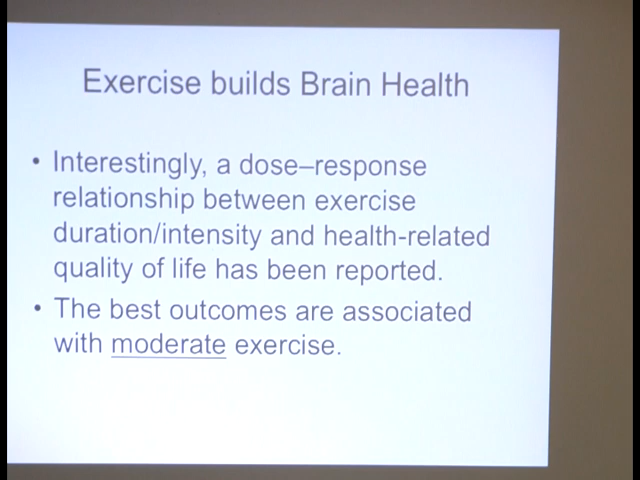 Exercise builds Brain Health
• Interestingly, a dose–response
relationship between exercise
duration/intensity and health-related
quality of life has been reported.
• The best outcomes are associated
with moderate exercise.